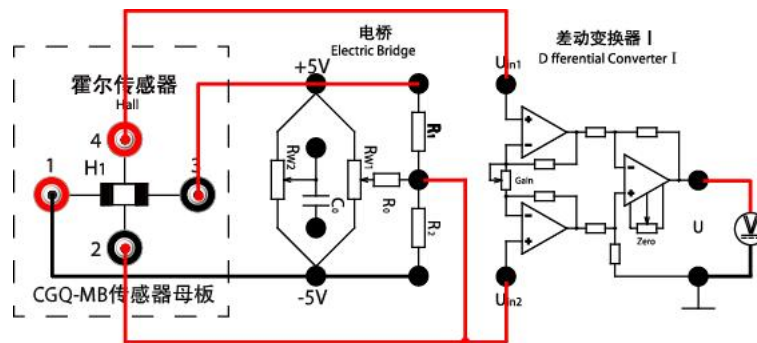 电桥
Electric Bridge
差动变换器 I
D fferential Converter I
+5V
Uin1
霍尔传感器
Hall
4
1
H1
3
2
RW2
C0
RW1
R0
R1
R2
Gain
Zero
U
V
-5V
Uin2
CGQ-MB传感器母板